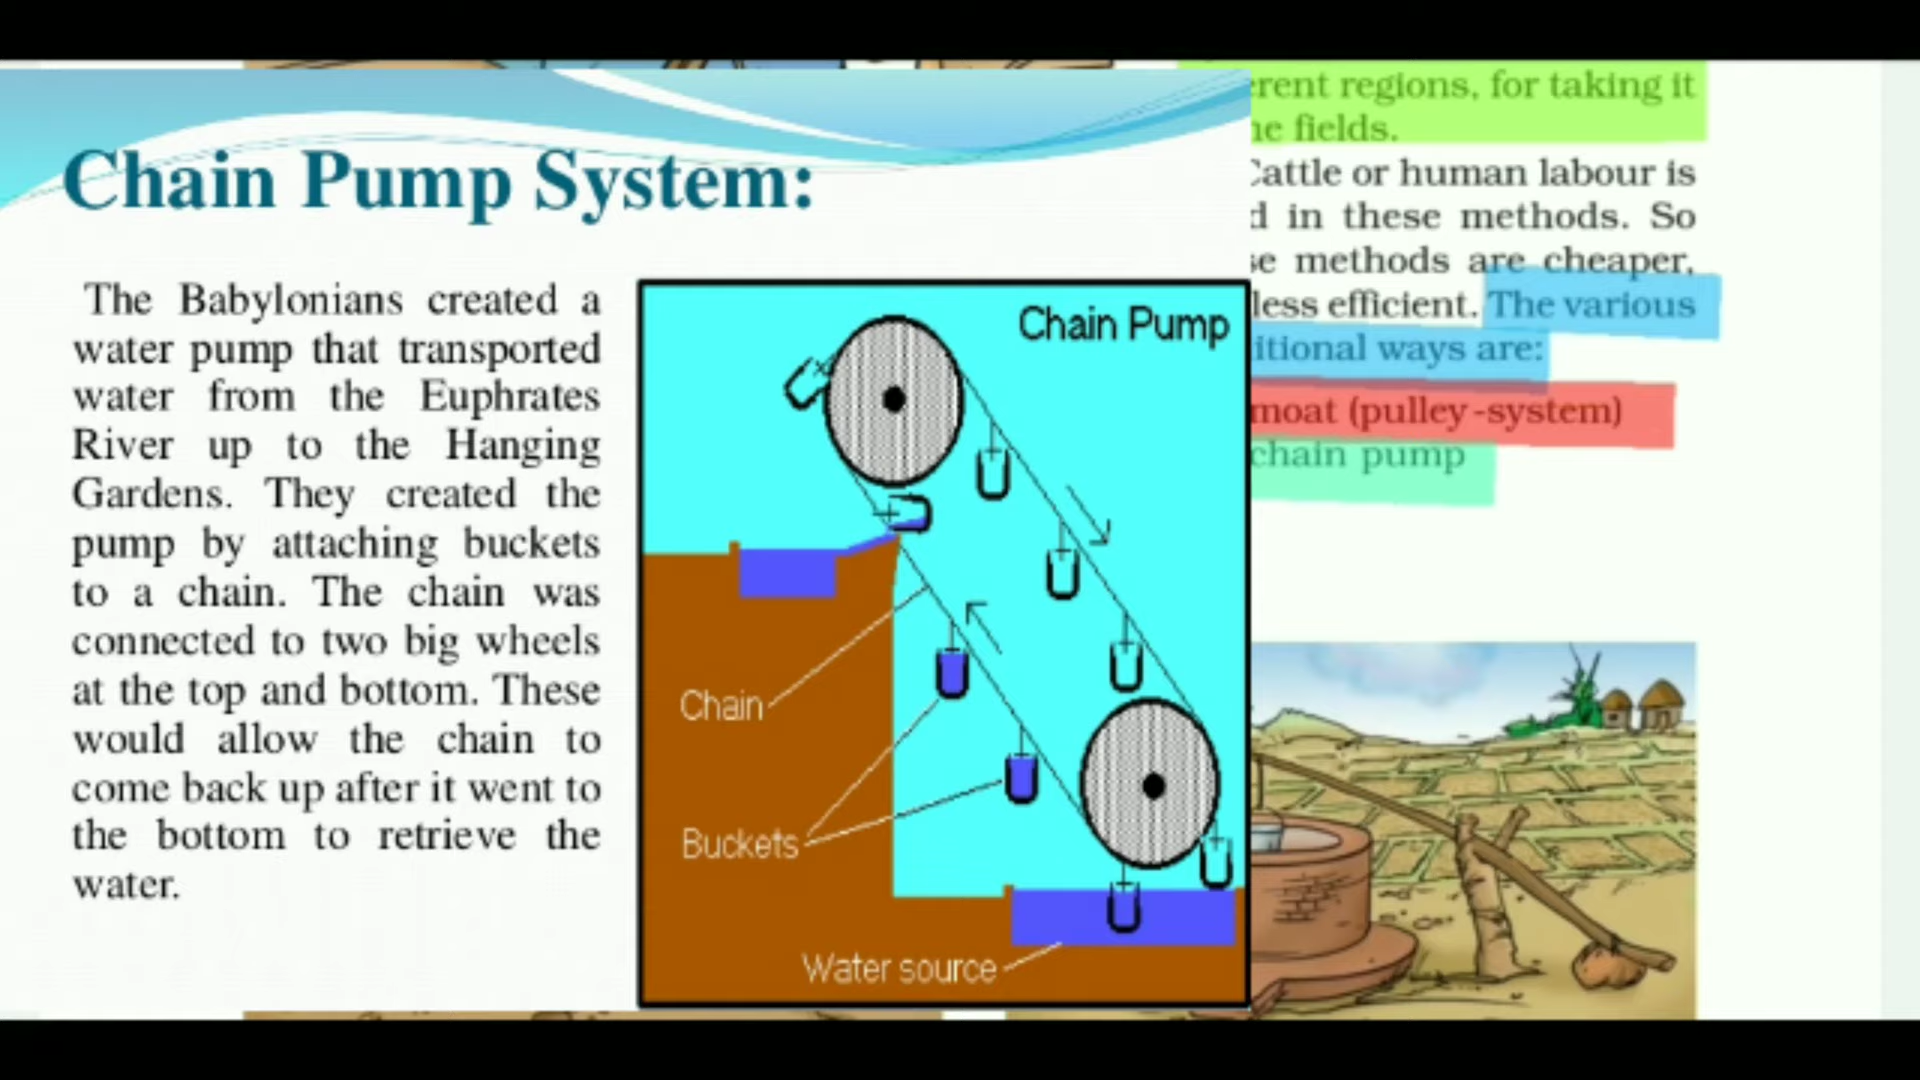 Chain Pump System:
The Babylonians created a
water pump that transported
water from the Euphrates
River up to the Hanging
Gardens. They created the
pump by attaching buckets
to a chain. The chain was
connected to two big wheels
at the top and bottom. These
would allow the chain to
come back up after it went to
the bottom to retrieve the
water.
Chain Pump
Chain
Buckets
Water source
regions, for taking it
fields.
Cattle or human labour is
in these methods. So
methods are cheaper,
less efficient. The various
ways are:
moat (pulley-system)
chain pump